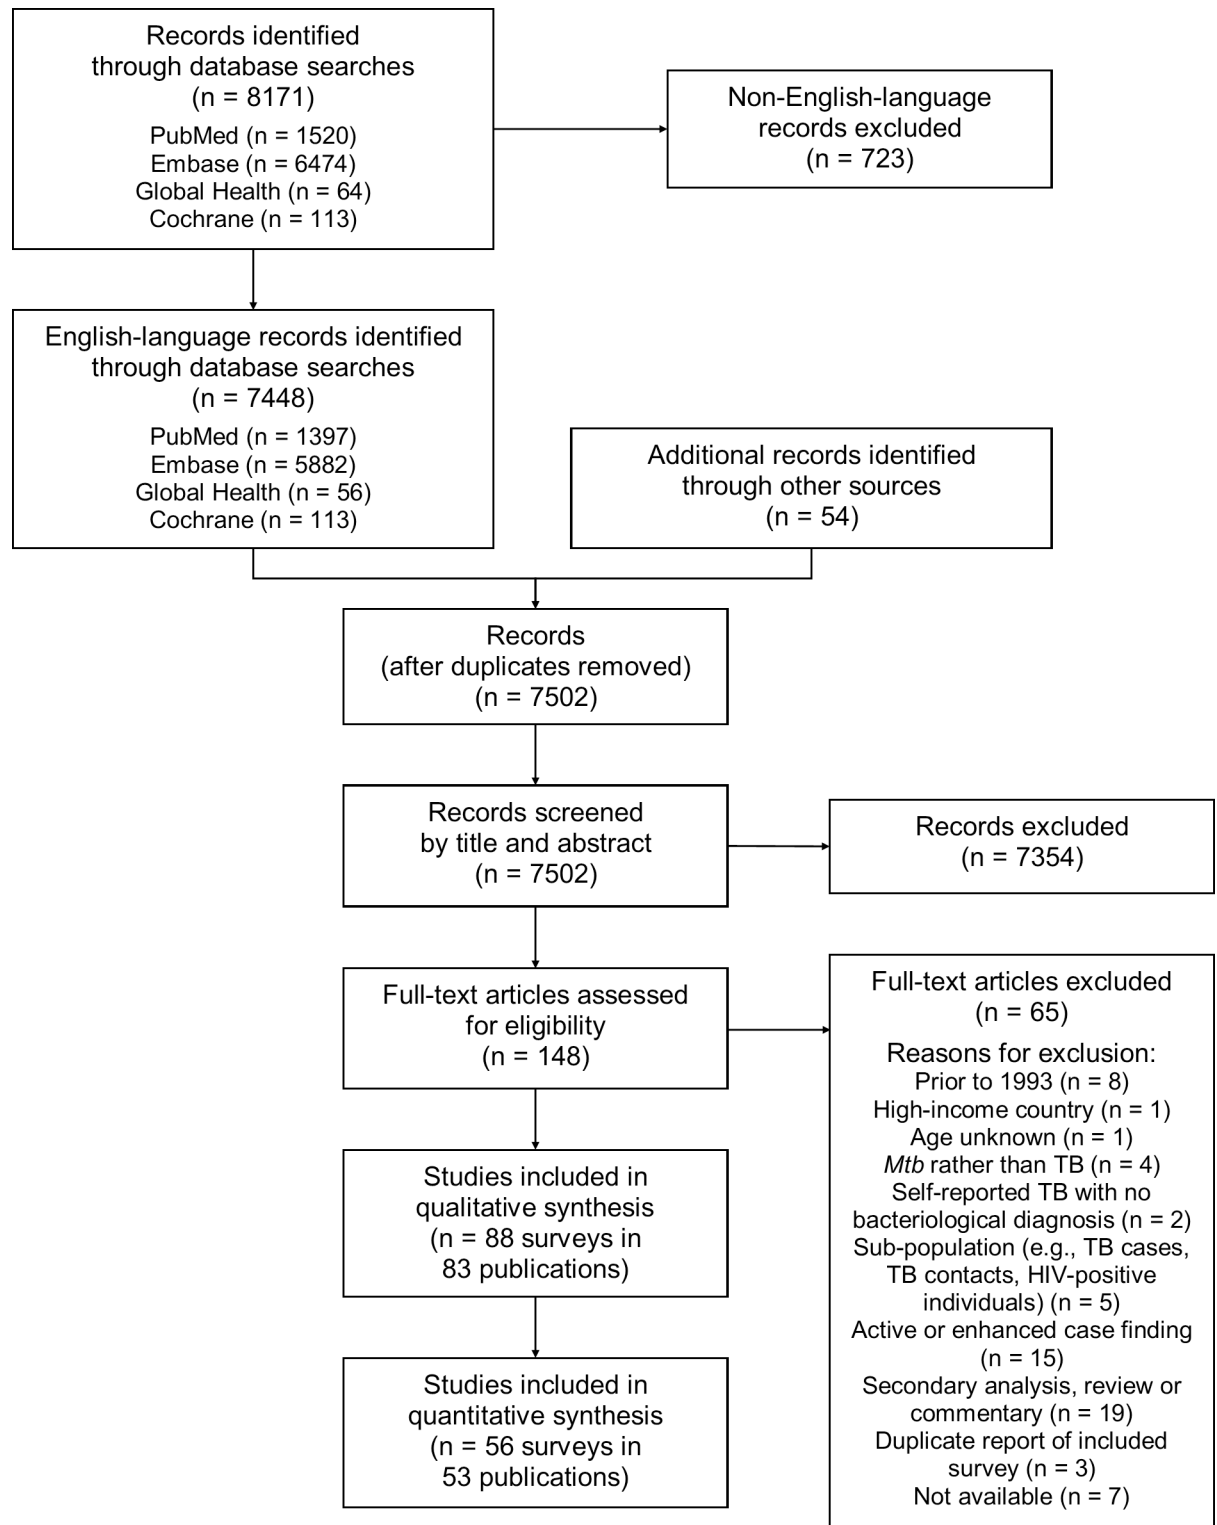 Records identified
through database searches
(n = 8171)
PubMed (n = 1520)
Embase (n = 6474)
Global Health (n = 64)
Cochrane (n = 113)
Non-English-language
records excluded
(n = 723)
English-language records identified
through database searches
(n = 7448)
PubMed (n = 1397)
Embase (n = 5882)
Global Health (n = 56)
Cochrane (n = 113)
Additional records identified
through other sources
(n = 54)
Records
(after duplicates removed)
(n = 7502)
Records screened
by title and abstract
(n = 7502)
Records excluded
(n = 7354)
Full-text articles assessed
for eligibility
(n = 148)
Full-text articles excluded
(n = 65)
Reasons for exclusion:
Prior to 1993 (n = 8)
High-income country (n = 1)
Age unknown (n = 1)
Mtb rather than TB (n = 4)
Self-reported TB with no
bacteriological diagnosis (n = 2)
Sub-population (e.g., TB cases,
TB contacts, HIV-positive
individuals) (n = 5)
Active or enhanced case finding
(n = 15)
Secondary analysis, review or
commentary (n = 19)
Duplicate report of included
survey (n = 3)
Not available (n = 7)
Studies included in
qualitative synthesis
(n = 88 surveys in
83 publications)
Studies included in
quantitative synthesis
(n = 56 surveys in
53 publications)